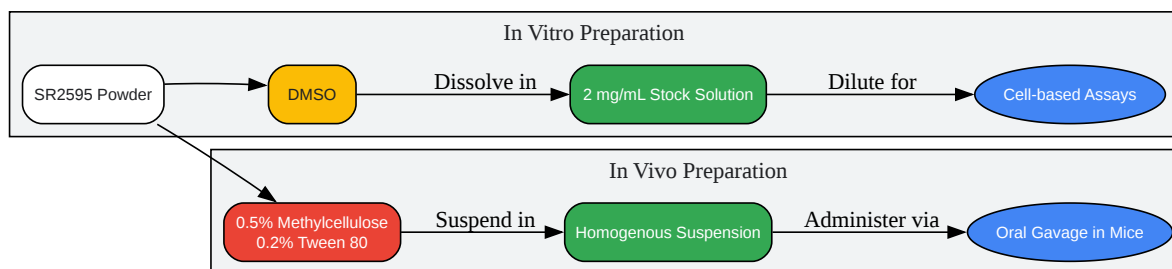 In Vitro Preparation
SR2595 Powder
DMSO
Dissolve in
2 mg/mL Stock Solution
Dilute for
Cell-based Assays
In Vivo Preparation
0.5% Methylcellulose
0.2% Tween 80
Suspend in
Homogenous Suspension
Administer via
Oral Gavage in Mice